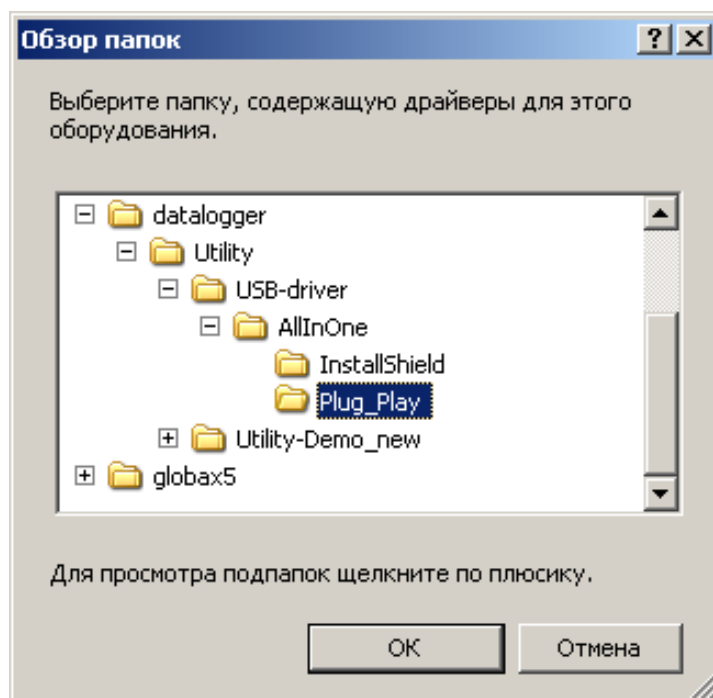 Обзор папок
Выберите папку, содержащую драйверы для этого
оборудования.
datalogger
Utility
USB-driver
AllInOne
InstallShield
Plug_Play
Utility-Demo_new
globax5
Для просмотра подпапок щелкните по плюсику.
ОК
Отмена